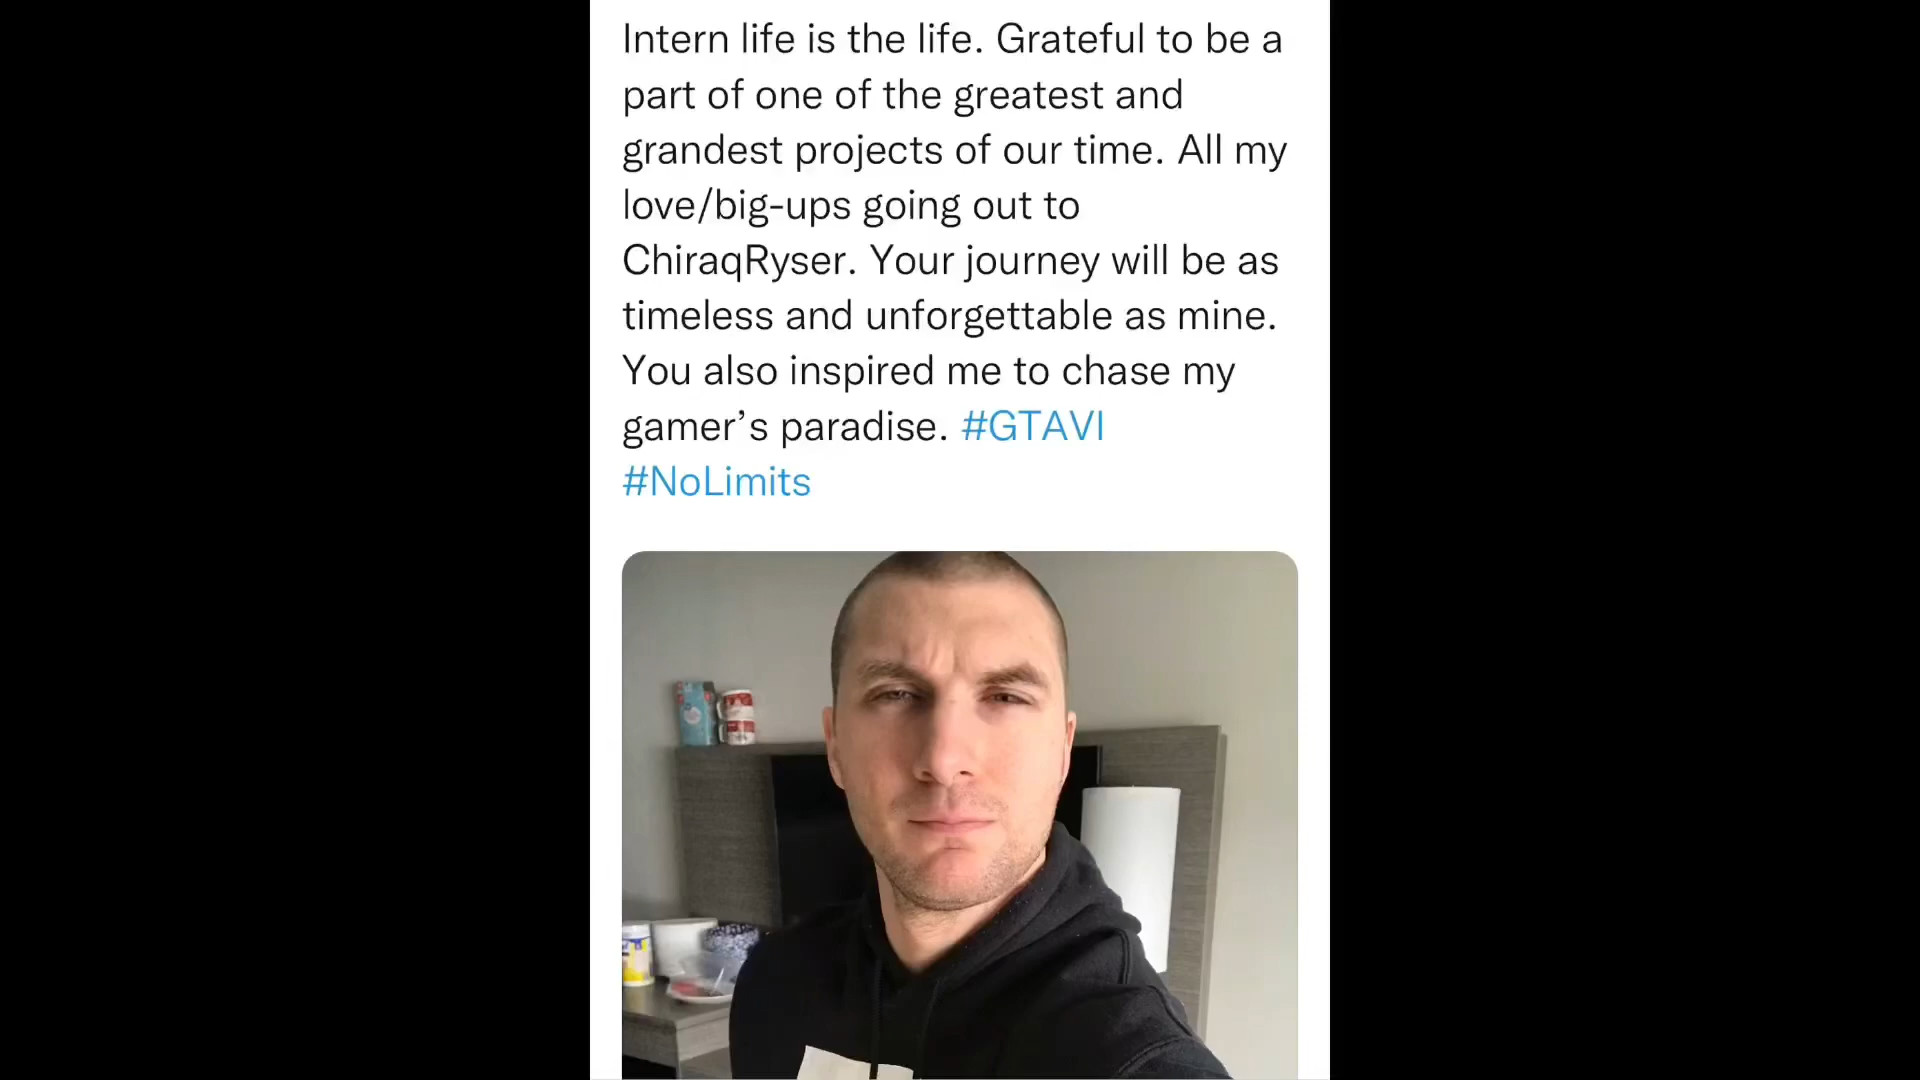 Intern life is the life. Grateful to be a
part of one of the greatest and
grandest projects of our time. All my
love/big-ups going out to
ChiraqRyser. Your journey will be as
timeless and unforgettable as mine.
You also inspired me to chase my
gamer’s paradise. #GTAVI
#NoLimits